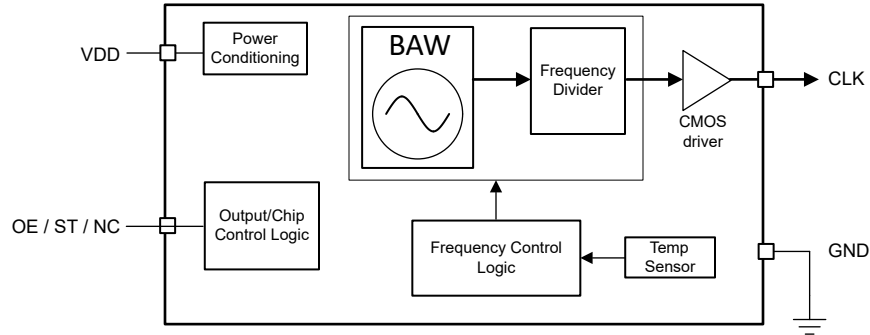 VDD
Power
Conditioning
BAW
Frequency
Divider
CMOS
driver
CLK
OE / ST / NC
Output/Chip
Control Logic
Frequency Control
Logic
Temp
Sensor
GND